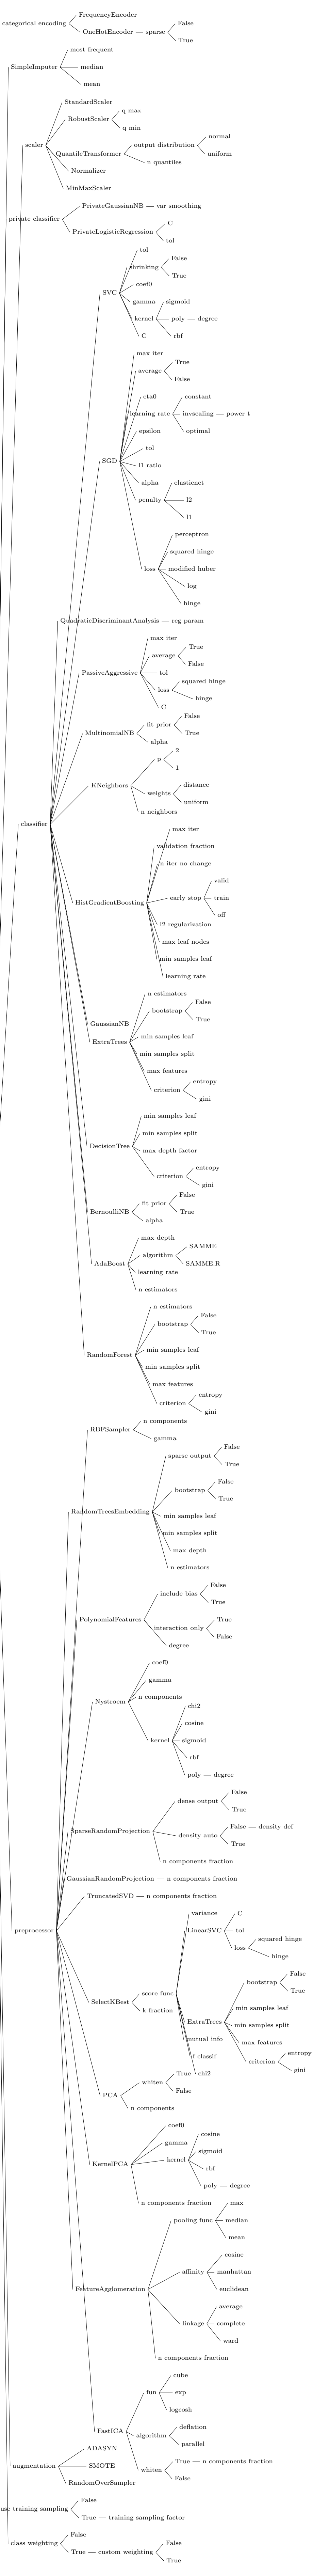 FrequencyEncoder
categorical encoding
OneHotEncoder — sparse
False
True
most frequent
SimpleImputer
median
mean
StandardScaler
RobustScaler
q max
q min
scaler
QuantileTransformer
output distribution
normal
uniform
n quantiles
Normalizer
MinMaxScaler
private classifier
PrivateGaussianNB — var smoothing
PrivateLogisticRegression
C
tol
classifier
SVC
tol
shrinking
False
True
coef0
gamma
kernel
sigmoid
poly — degree
rbf
C
SGD
max iter
average
True
False
eta0
learning rate
constant
invscaling — power t
optimal
epsilon
tol
l1 ratio
alpha
penalty
elasticnet
l2
l1
loss
perceptron
squared hinge
modified huber
log
hinge
QuadraticDiscriminantAnalysis — reg param
PassiveAggressive
max iter
average
True
False
tol
loss
squared hinge
hinge
C
MultinomialNB
fit prior
False
True
alpha
KNeighbors
p
2
1
weights
distance
uniform
n neighbors
HistGradientBoosting
max iter
validation fraction
n iter no change
early stop
valid
train
off
l2 regularization
max leaf nodes
min samples leaf
learning rate
GaussianNB
ExtraTrees
n estimators
bootstrap
False
True
min samples leaf
min samples split
max features
criterion
entropy
gini
DecisionTree
min samples leaf
min samples split
max depth factor
criterion
entropy
gini
BernoulliNB
fit prior
False
True
alpha
AdaBoost
max depth
algorithm
SAMME
SAMME.R
learning rate
n estimators
RandomForest
n estimators
bootstrap
False
True
min samples leaf
min samples split
max features
criterion
entropy
gini
preprocessor
RBFSampler
n components
gamma
RandomTreesEmbedding
sparse output
False
True
bootstrap
False
True
min samples leaf
min samples split
max depth
n estimators
PolynomialFeatures
include bias
False
True
interaction only
True
False
degree
Nystroem
coef0
gamma
n components
kernel
chi2
cosine
sigmoid
rbf
poly — degree
SparseRandomProjection
dense output
False
True
density auto
False — density def
True
n components fraction
GaussianRandomProjection — n components fraction
TruncatedSVD — n components fraction
SelectKBest
score func
variance
LinearSVC
C
tol
loss
squared hinge
hinge
ExtraTrees
bootstrap
False
True
min samples leaf
min samples split
max features
criterion
entropy
gini
mutual info
f classif
chi2
k fraction
PCA
whiten
True
False
n components
KernelPCA
coef0
gamma
kernel
cosine
sigmoid
rbf
poly — degree
n components fraction
FeatureAgglomeration
pooling func
max
median
mean
affinity
cosine
manhattan
euclidean
linkage
average
complete
ward
n components fraction
FastICA
fun
cube
exp
logcosh
algorithm
deflation
parallel
whiten
True — n components fraction
False
augmentation
ADASYN
SMOTE
RandomOverSampler
use training sampling
False
True — training sampling factor
class weighting
False
True — custom weighting
False
True